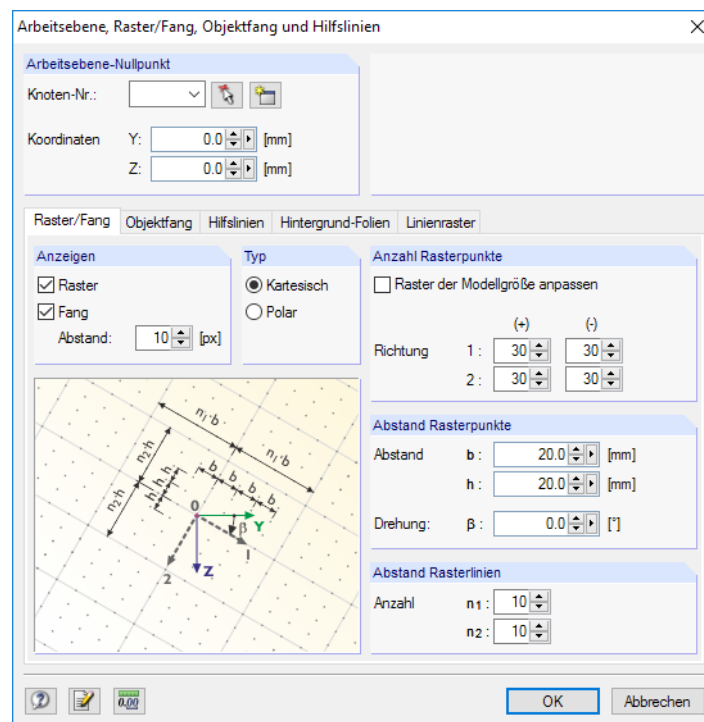 Arbeitsebene, Raster/Fang, Objektfang und Hilfslinien
Arbeitsebene-Nullpunkt
Knoten-Nr.:
Koordinaten Y: 0.0 [mm]
Z: 0.0 [mm]
Raster/Fang Objektfang Hilfslinien Hintergrund-Folien Linienraster
Anzeigen
Raster
Fang
Abstand: 10 [px]
Typ
Kartesisch
Polar
Anzahl Rasterpunkte
Raster der Modellgröße anpassen
(+) (-)
Richtung 1 : 30 30
2 : 30 30
n₁·b
n₁·b
n₂·h
n₂·h
h h h
b b b b
0
Y
β
1
2
Z
Abstand Rasterpunkte
Abstand b : 20.0 [mm]
h : 20.0 [mm]
Drehung: β : 0.0 [°]
Abstand Rasterlinien
Anzahl n1 : 10
n2 : 10
0.00
OK Abbrechen